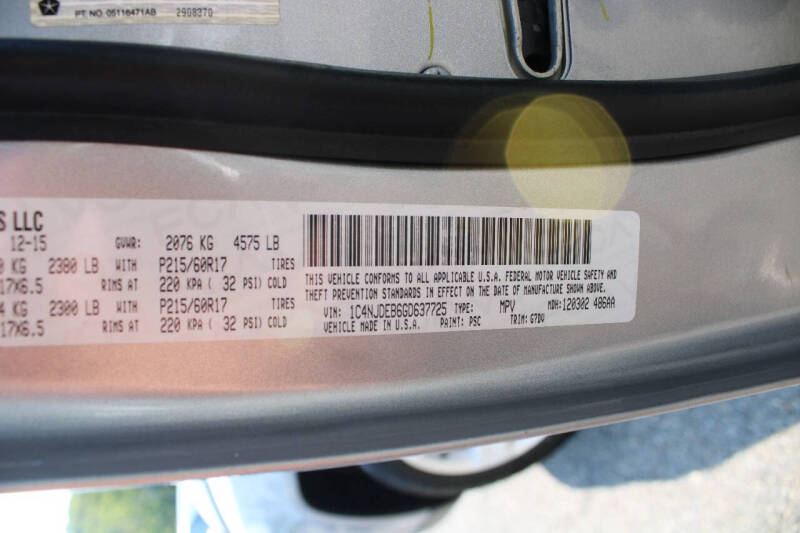 PT. NO. 05116471AB 2908370
S LLC
12-15 GVWR: 2076 KG 4575 LB
KG 2380 LB WITH P215/60R17 TIRES
17X6.5 RIMS AT 220 KPA ( 32 PSI) COLD
KG 2300 LB WITH P215/60R17 TIRES
17X6.5 RIMS AT 220 KPA ( 32 PSI) COLD
THIS VEHICLE CONFORMS TO ALL APPLICABLE U.S.A. FEDERAL MOTOR VEHICLE SAFETY AND
THEFT PREVENTION STANDARDS IN EFFECT ON THE DATE OF MANUFACTURE SHOWN ABOVE.
VIN: 1C4NJDEB6GD637725 TYPE: MPV MDH: 120302 486AA
VEHICLE MADE IN U.S.A. PAINT: PSC TRIM: G7DV